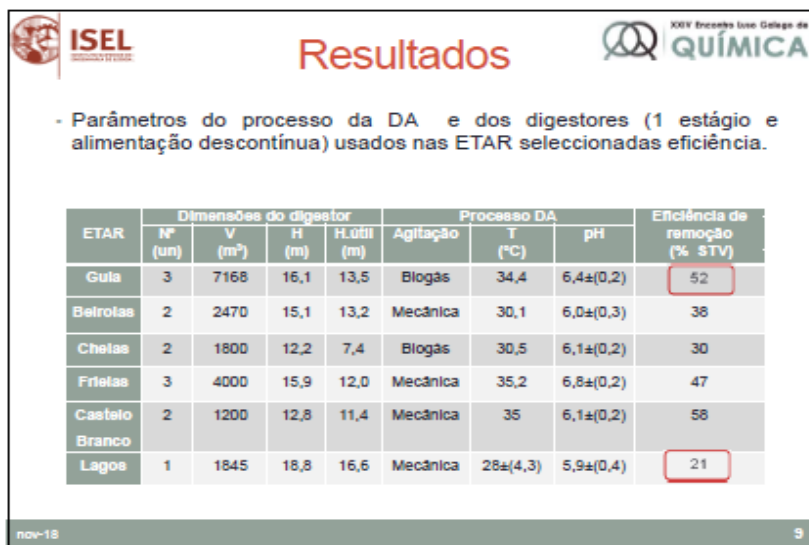 ISEL
Resultados
XXIV Encontro Luso Galego de
QUÍMICA
- Parâmetros do processo da DA e dos digestores (1 estágio e
alimentação descontínua) usados nas ETAR seleccionadas eficiência.
ETAR Dimensões do digestor Processo DA Eficiência de remoção (% STV)
Nº (un) V (m³) H (m) H.útil (m) Agitação T (°C) pH
Guia 3 7168 16,1 13,5 Biogás 34,4 6,4±(0,2) 52
Beirolas 2 2470 15,1 13,2 Mecânica 30,1 6,0±(0,3) 38
Chelas 2 1800 12,2 7,4 Biogás 30,5 6,1±(0,2) 30
Frielas 3 4000 15,9 12,0 Mecânica 35,2 6,8±(0,2) 47
Castelo Branco 2 1200 12,8 11,4 Mecânica 35 6,1±(0,2) 58
Lagos 1 1845 18,8 16,6 Mecânica 28±(4,3) 5,9±(0,4) 21
nov-18 9